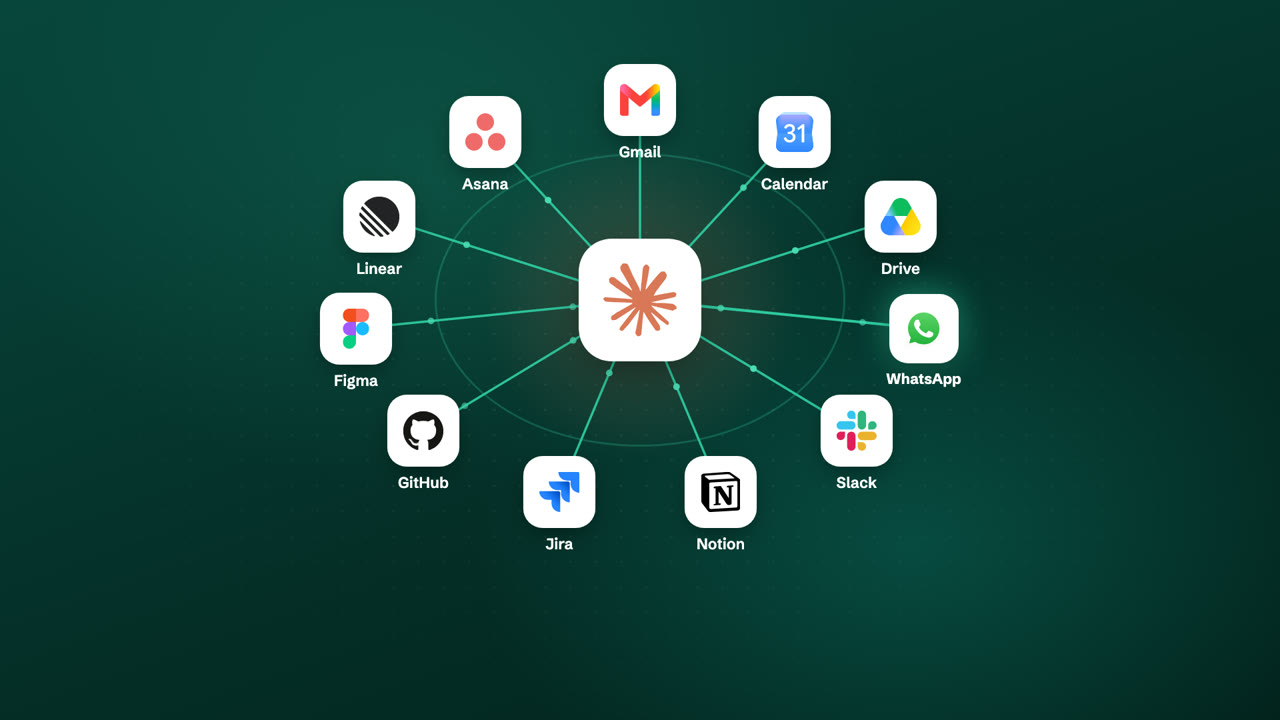 Gmail
Asana
31
Calendar
Linear
Drive
Figma
WhatsApp
GitHub
Slack
Jira
N
Notion